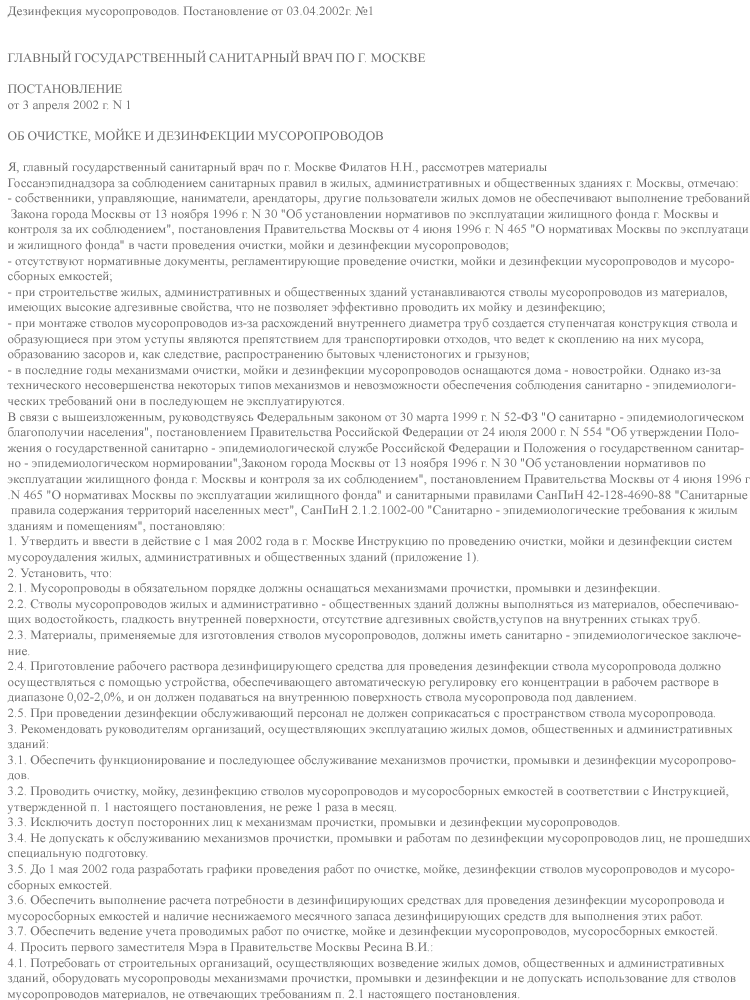 Дезинфекция мусоропроводов. Постановление от 03.04.2002г. №1
ГЛАВНЫЙ ГОСУДАРСТВЕННЫЙ САНИТАРНЫЙ ВРАЧ ПО Г. МОСКВЕ
ПОСТАНОВЛЕНИЕ
от 3 апреля 2002 г. N 1
ОБ ОЧИСТКЕ, МОЙКЕ И ДЕЗИНФЕКЦИИ МУСОРОПРОВОДОВ
Я, главный государственный санитарный врач по г. Москве Филатов Н.Н., рассмотрев материалы
Госсанэпиднадзора за соблюдением санитарных правил в жилых, административных и общественных зданиях г. Москвы, отмечаю:
- собственники, управляющие, наниматели, арендаторы, другие пользователи жилых домов не обеспечивают выполнение требований
Закона города Москвы от 13 ноября 1996 г. N 30 "Об установлении нормативов по эксплуатации жилищного фонда г. Москвы и
контроля за их соблюдением", постановления Правительства Москвы от 4 июня 1996 г. N 465 "О нормативах Москвы по эксплуатаци
и жилищного фонда" в части проведения очистки, мойки и дезинфекции мусоропроводов;
- отсутствуют нормативные документы, регламентирующие проведение очистки, мойки и дезинфекции мусоропроводов и мусоро-
сборных емкостей;
- при строительстве жилых, административных и общественных зданий устанавливаются стволы мусоропроводов из материалов,
имеющих высокие адгезивные свойства, что не позволяет эффективно проводить их мойку и дезинфекцию;
- при монтаже стволов мусоропроводов из-за расхождений внутреннего диаметра труб создается ступенчатая конструкция ствола и
образующиеся при этом уступы являются препятствием для транспортировки отходов, что ведет к скоплению на них мусора,
образованию засоров и, как следствие, распространению бытовых членистоногих и грызунов;
- в последние годы механизмами очистки, мойки и дезинфекции мусоропроводов оснащаются дома - новостройки. Однако из-за
технического несовершенства некоторых типов механизмов и невозможности обеспечения соблюдения санитарно - эпидемиологи-
ческих требований они в последующем не эксплуатируются.
В связи с вышеизложенным, руководствуясь Федеральным законом от 30 марта 1999 г. N 52-ФЗ "О санитарно - эпидемиологическом
благополучии населения", постановлением Правительства Российской Федерации от 24 июля 2000 г. N 554 "Об утверждении Поло-
жения о государственной санитарно - эпидемиологической службе Российской Федерации и Положения о государственном санитар-
но - эпидемиологическом нормировании",Законом города Москвы от 13 ноября 1996 г. N 30 "Об установлении нормативов по
эксплуатации жилищного фонда г. Москвы и контроля за их соблюдением", постановлением Правительства Москвы от 4 июня 1996 г
.N 465 "О нормативах Москвы по эксплуатации жилищного фонда" и санитарными правилами СанПиН 42-128-4690-88 "Санитарные
правила содержания территорий населенных мест", СанПиН 2.1.2.1002-00 "Санитарно - эпидемиологические требования к жилым
зданиям и помещениям", постановляю:
1. Утвердить и ввести в действие с 1 мая 2002 года в г. Москве Инструкцию по проведению очистки, мойки и дезинфекции систем
мусороудаления жилых, административных и общественных зданий (приложение 1).
2. Установить, что:
2.1. Мусоропроводы в обязательном порядке должны оснащаться механизмами прочистки, промывки и дезинфекции.
2.2. Стволы мусоропроводов жилых и административно - общественных зданий должны выполняться из материалов, обеспечиваю-
щих водостойкость, гладкость внутренней поверхности, отсутствие адгезивных свойств,уступов на внутренних стыках труб.
2.3. Материалы, применяемые для изготовления стволов мусоропроводов, должны иметь санитарно - эпидемиологическое заключе-
ние.
2.4. Приготовление рабочего раствора дезинфицирующего средства для проведения дезинфекции ствола мусоропровода должно
осуществляться с помощью устройства, обеспечивающего автоматическую регулировку его концентрации в рабочем растворе в
диапазоне 0,02-2,0%, и он должен подаваться на внутреннюю поверхность ствола мусоропровода под давлением.
2.5. При проведении дезинфекции обслуживающий персонал не должен соприкасаться с пространством ствола мусоропровода.
3. Рекомендовать руководителям организаций, осуществляющих эксплуатацию жилых домов, общественных и административных
зданий:
3.1. Обеспечить функционирование и последующее обслуживание механизмов прочистки, промывки и дезинфекции мусоропрово-
дов.
3.2. Проводить очистку, мойку, дезинфекцию стволов мусоропроводов и мусоросборных емкостей в соответствии с Инструкцией,
утвержденной п. 1 настоящего постановления, не реже 1 раза в месяц.
3.3. Исключить доступ посторонних лиц к механизмам прочистки, промывки и дезинфекции мусоропроводов.
3.4. Не допускать к обслуживанию механизмов прочистки, промывки и работам по дезинфекции мусоропроводов лиц, не прошедших
специальную подготовку.
3.5. До 1 мая 2002 года разработать графики проведения работ по очистке, мойке, дезинфекции стволов мусоропроводов и мусоро-
сборных емкостей.
3.6. Обеспечить выполнение расчета потребности в дезинфицирующих средствах для проведения дезинфекции мусоропровода и
мусоросборных емкостей и наличие неснижаемого месячного запаса дезинфицирующих средств для выполнения этих работ.
3.7. Обеспечить ведение учета проводимых работ по очистке, мойке и дезинфекции мусоропроводов, мусоросборных емкостей.
4. Просить первого заместителя Мэра в Правительстве Москвы Ресина В.И.:
4.1. Потребовать от строительных организаций, осуществляющих возведение жилых домов, общественных и административных
зданий, оборудовать мусоропроводы механизмами прочистки, промывки и дезинфекции и не допускать использование для стволов
мусоропроводов материалов, не отвечающих требованиям п. 2.1 настоящего постановления.